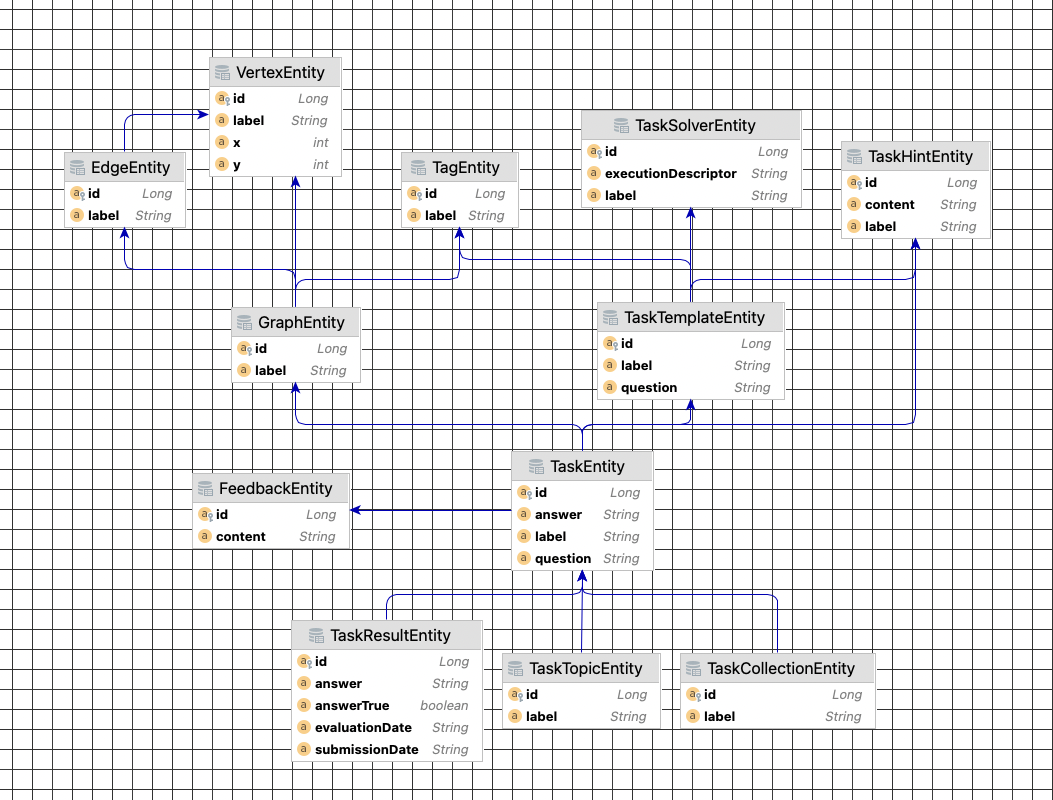 VertexEntity
id Long
label String
x int
y int
EdgeEntity
id Long
label String
TagEntity
id Long
label String
TaskSolverEntity
id Long
executionDescriptor String
label String
TaskHintEntity
id Long
content String
label String
GraphEntity
id Long
label String
TaskTemplateEntity
id Long
label String
question String
TaskEntity
id Long
answer String
label String
question String
FeedbackEntity
id Long
content String
TaskResultEntity
id Long
answer String
answerTrue boolean
evaluationDate String
submissionDate String
TaskTopicEntity
id Long
label String
TaskCollectionEntity
id Long
label String